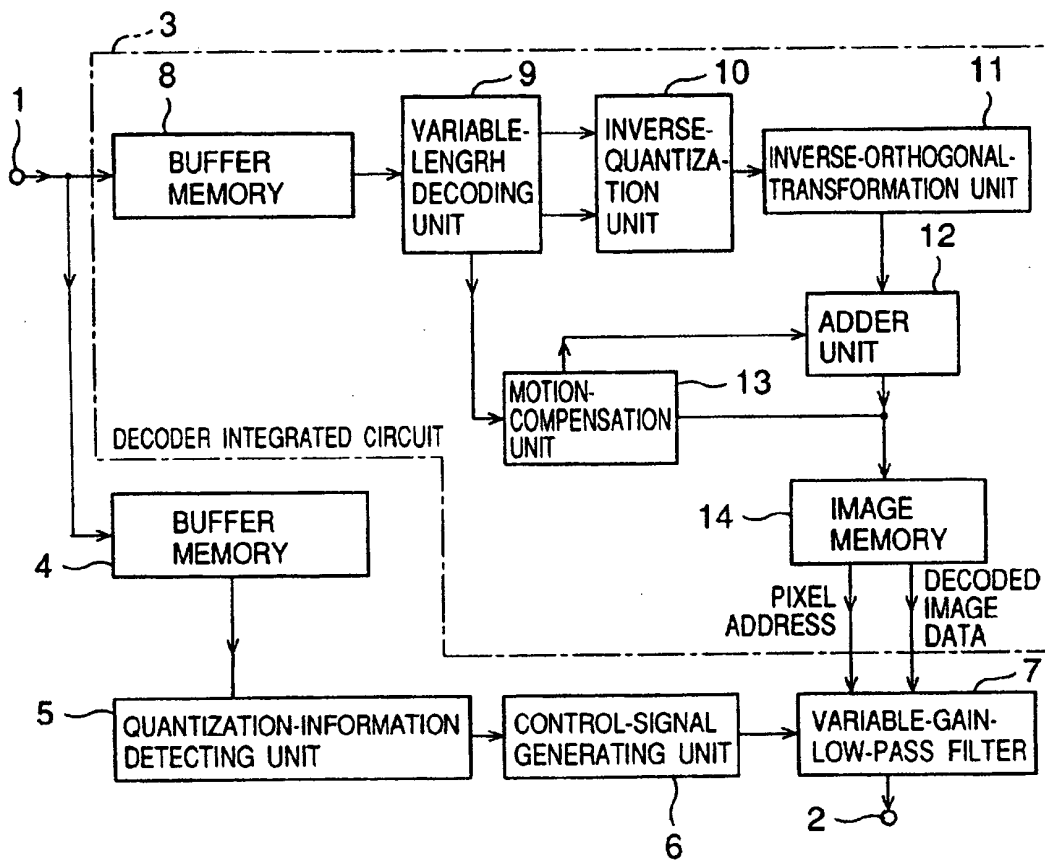 3
1
8
9
10
11
BUFFER
MEMORY
VARIABLE-
LENGRH
DECODING
UNIT
INVERSE-
QUANTIZA-
TION
UNIT
INVERSE-ORTHOGONAL-
TRANSFORMATION UNIT
12
ADDER
UNIT
13
MOTION-
COMPENSATION
UNIT
DECODER INTEGRATED CIRCUIT
14
IMAGE
MEMORY
4
BUFFER
MEMORY
PIXEL
ADDRESS
DECODED
IMAGE
DATA
5
QUANTIZATION-INFORMATION
DETECTING UNIT
CONTROL-SIGNAL
GENERATING UNIT
6
7
VARIABLE-GAIN-
LOW-PASS FILTER
2